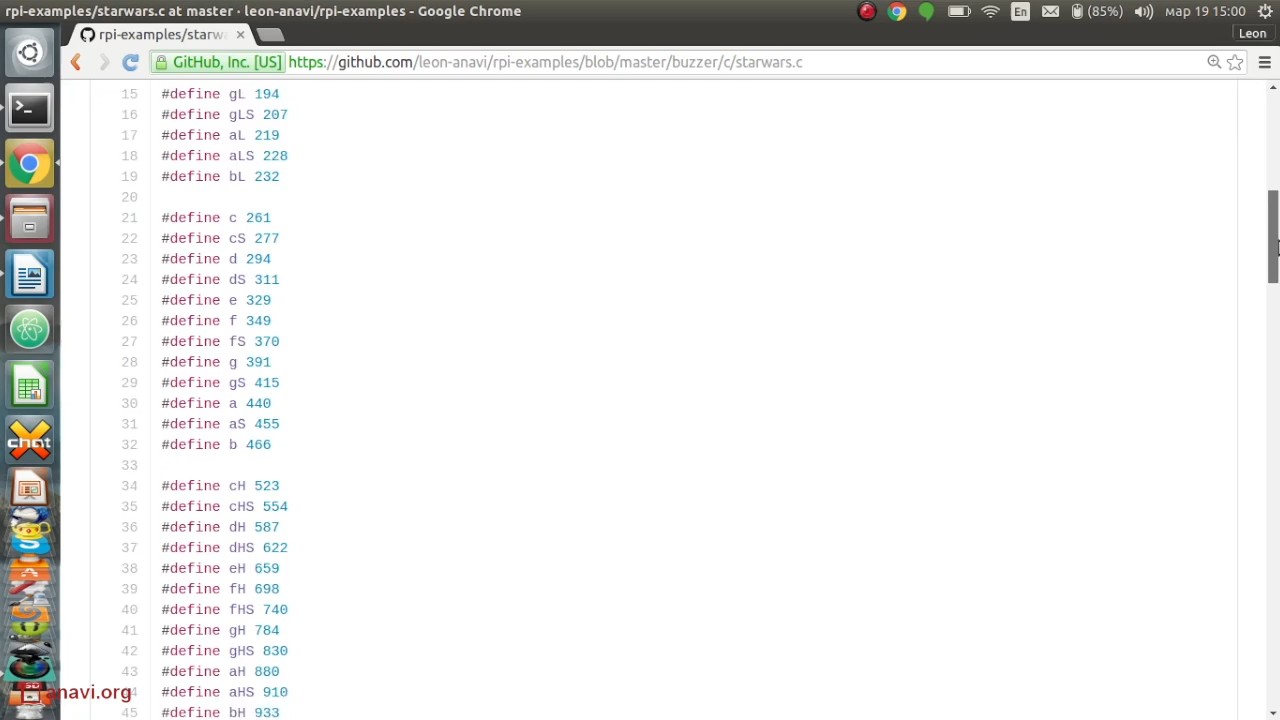 rpi-examples/starwars.c at master · leon-anavi/rpi-examples - Google Chrome
En (85%) Мар 19 15:00
rpi-examples/starwa
Leon
GitHub, Inc. [US] https://github.com/leon-anavi/rpi-examples/blob/master/buzzer/c/starwars.c
15 #define gL 194
16 #define gLS 207
17 #define aL 219
18 #define aLS 228
19 #define bL 232
20
21 #define c 261
22 #define cS 277
23 #define d 294
24 #define dS 311
25 #define e 329
26 #define f 349
27 #define fS 370
28 #define g 391
29 #define gS 415
30 #define a 440
31 #define aS 455
32 #define b 466
33
34 #define cH 523
35 #define cHS 554
36 #define dH 587
37 #define dHS 622
38 #define eH 659
39 #define fH 698
40 #define fHS 740
41 #define gH 784
42 #define gHS 830
43 #define aH 880
44 #define aHS 910
45 #define bH 933
chat
anavi.org